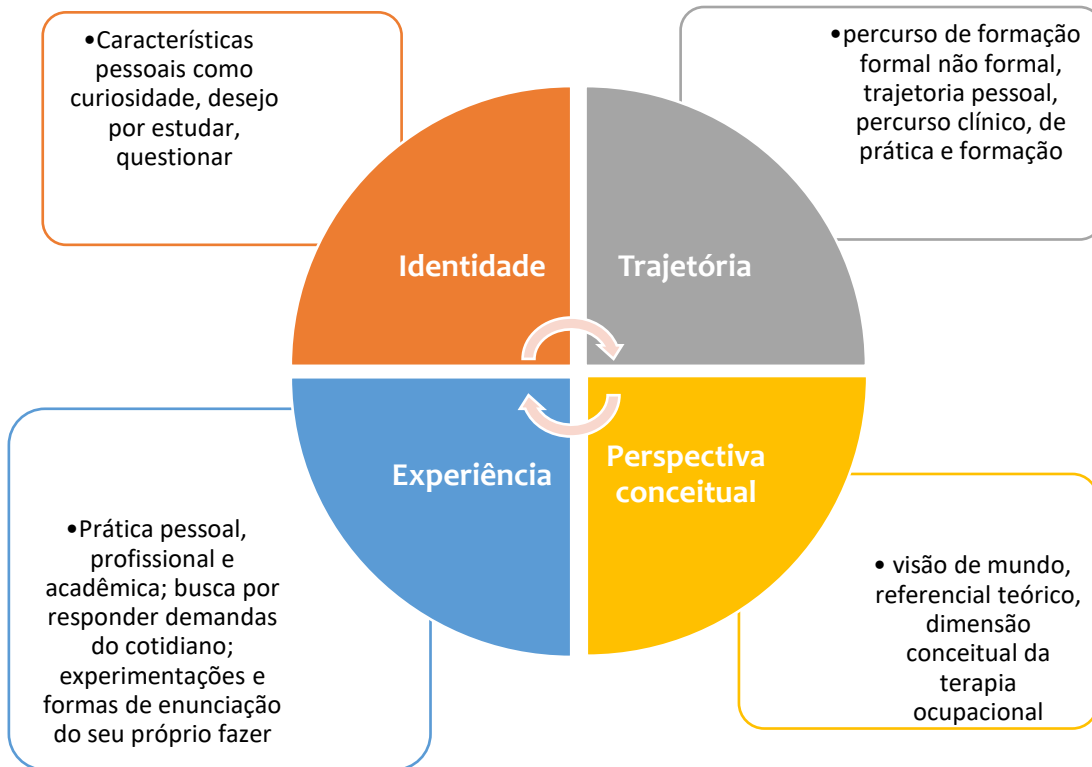 •Características
pessoais como
curiosidade, desejo
por estudar,
questionar
•percurso de formação
formal não formal,
trajetoria pessoal,
percurso clínico, de
prática e formação
Identidade
Trajetória
Experiência
Perspectiva
conceitual
•Prática pessoal,
profissional e
acadêmica; busca por
responder demandas
do cotidiano;
experimentações e
formas de enunciação
do seu próprio fazer
• visão de mundo,
referencial teórico,
dimensão
conceitual da
terapia
ocupacional